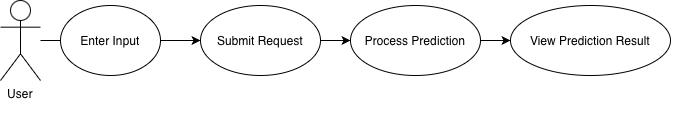 Enter Input
Submit Request
Process Prediction
View Prediction Result
User